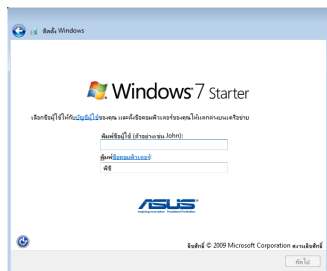 ติดตั้ง Windows
Windows 7 Starter
เลือกชื่อผู้ใช้ให้กับบัญชีผู้ใช้ของคุณ และตั้งชื่อคอมพิวเตอร์ของคุณให้แตกต่างบนเครือข่าย
พิมพ์ชื่อผู้ใช้ (ตัวอย่างเช่น John):
พิมพ์ชื่อคอมพิวเตอร์:
พีซี
ASUS
Inspiring Innovation Persistent Perfection
ลิขสิทธิ์ © 2009 Microsoft Corporation สงวนลิขสิทธิ์
ถัดไป